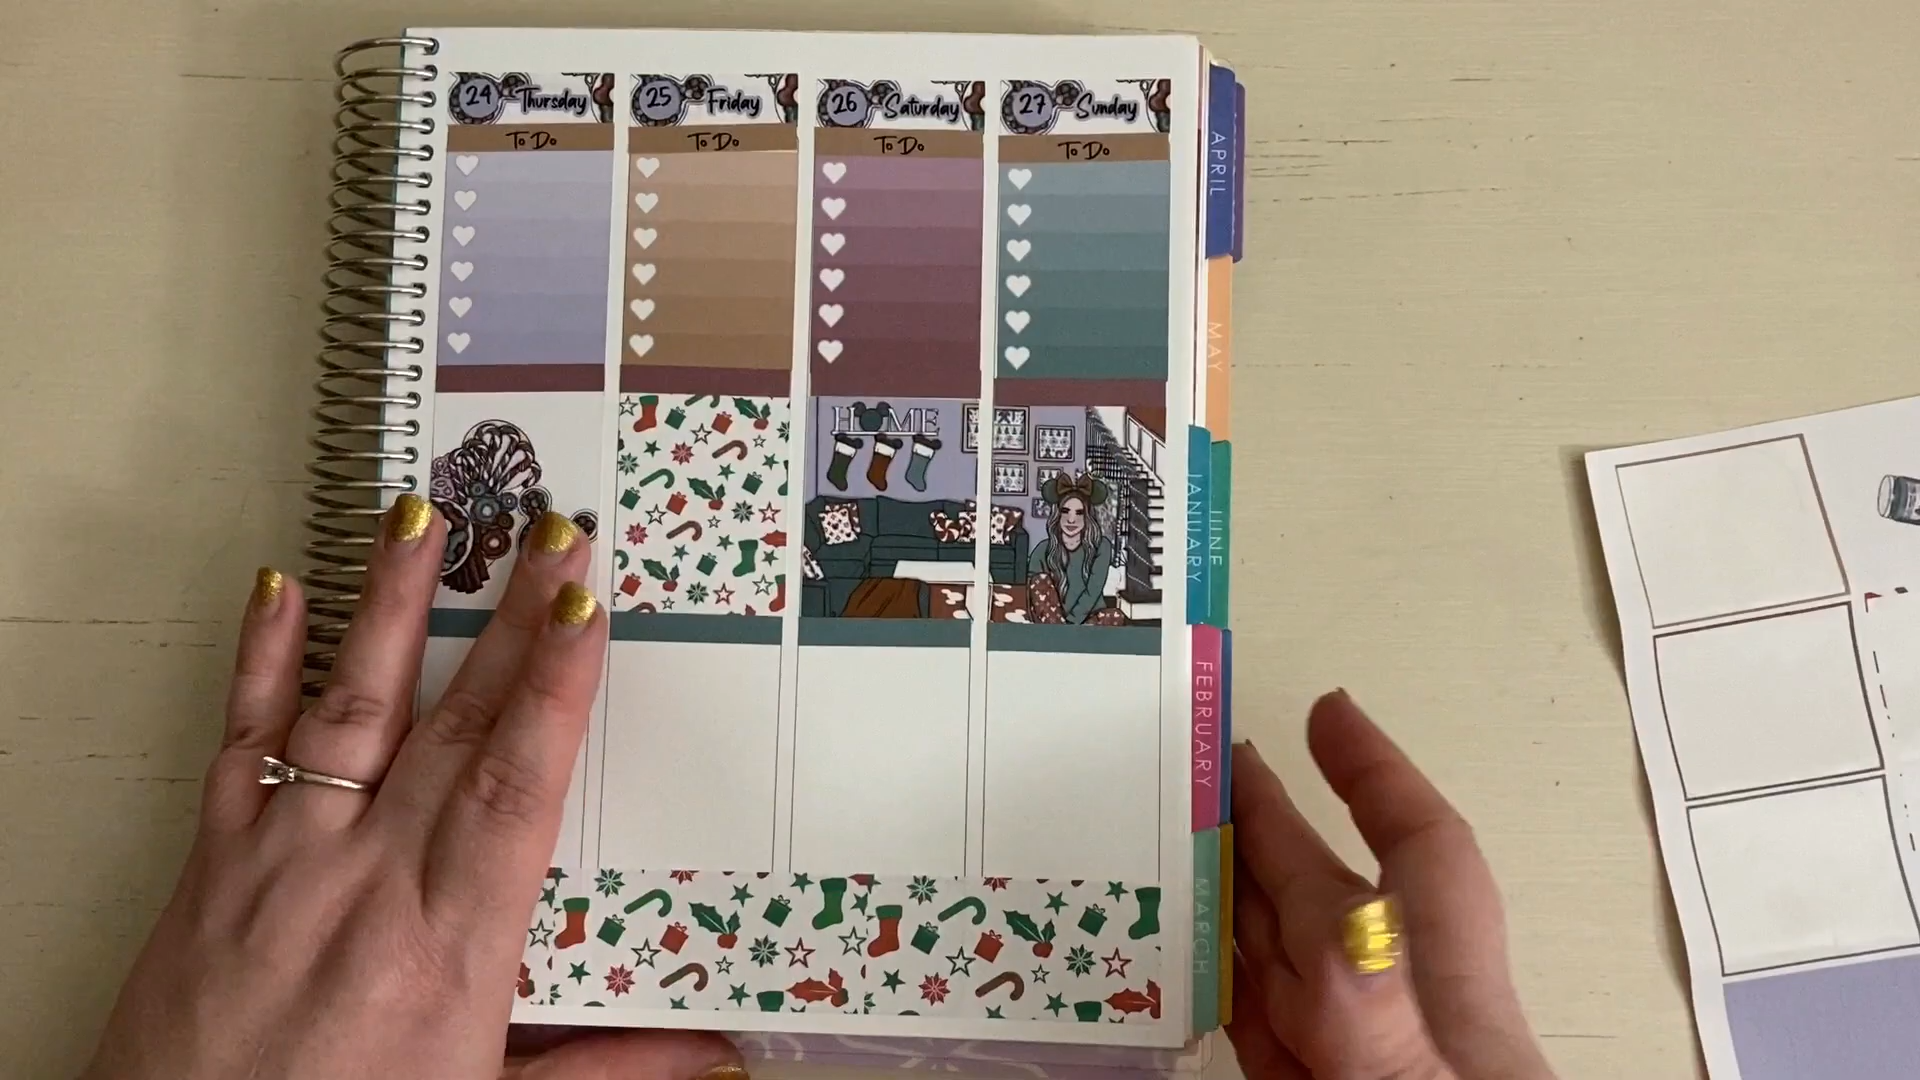 24 Thursday
25 Friday
26 Saturday
27 Sunday
To Do
To Do
To Do
To Do
HOME
APRIL
MAY
JUNE
JANUARY
FEBRUARY
MARCH